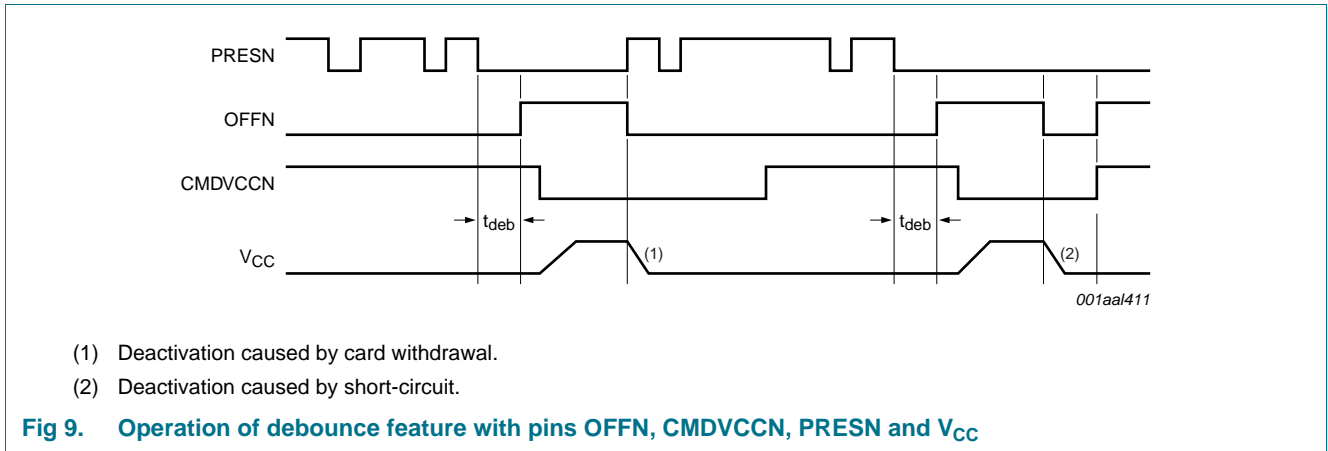 PRESN
OFFN
CMDVCCN
tdeb
tdeb
VCC
(1)
(2)
001aal411
(1) Deactivation caused by card withdrawal.
(2) Deactivation caused by short-circuit.
Fig 9. Operation of debounce feature with pins OFFN, CMDVCCN, PRESN and VCC